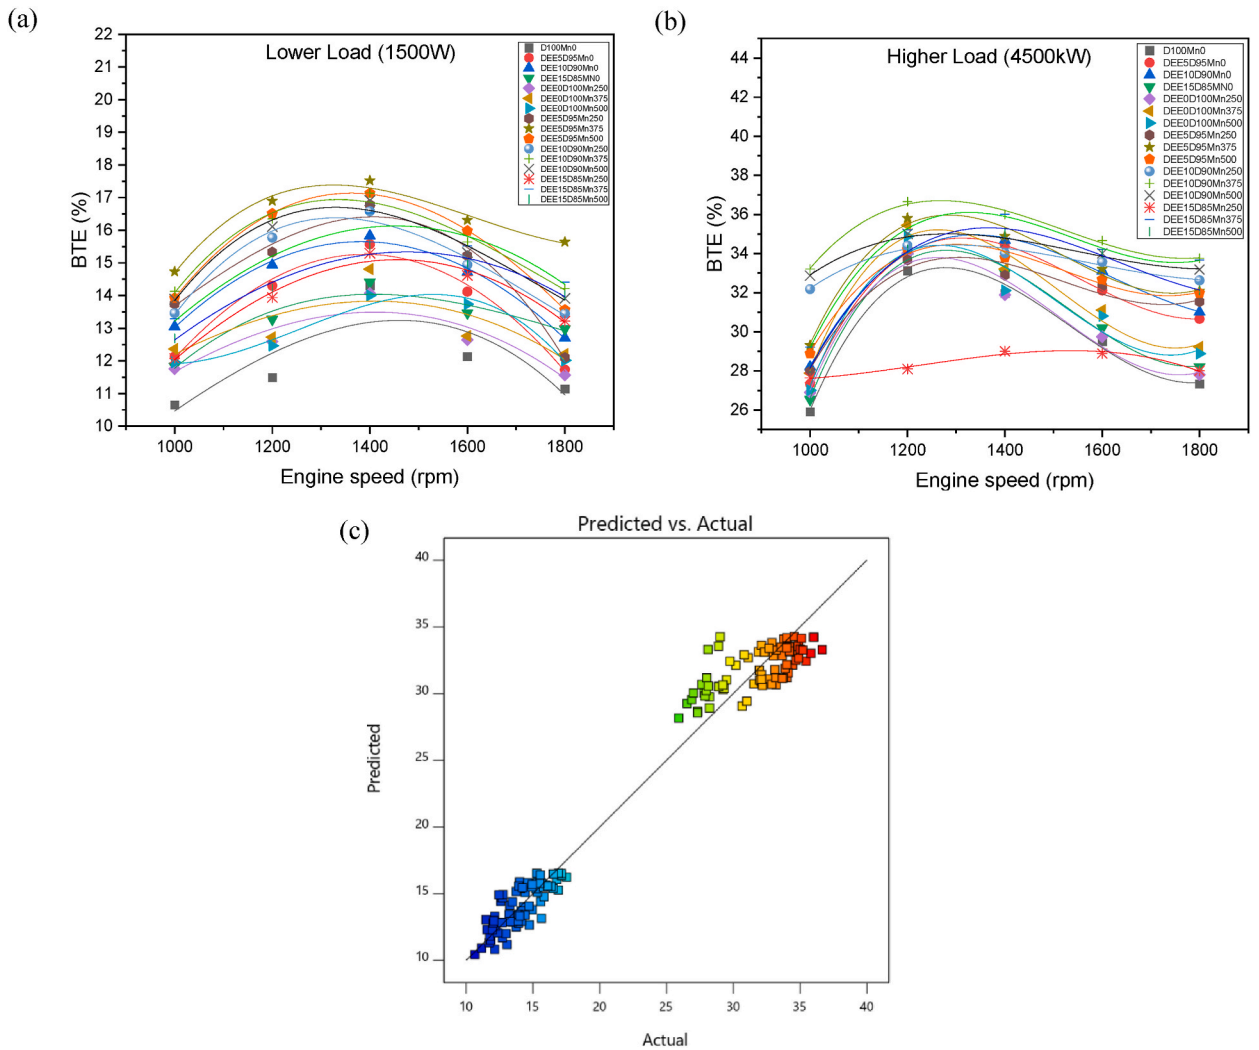 (a)
Lower Load (1500W)
22
21
20
19
18
17
16
15
14
13
12
11
10
BTE (%)
1000 1200 1400 1600 1800
Engine speed (rpm)
D100Mn0
DEE5D95Mn0
DEE10D90Mn0
DEE15D85MN0
DEE0D100Mn250
DEE0D100Mn375
DEE0D100Mn500
DEE5D95Mn250
DEE5D95Mn375
DEE5D95Mn500
DEE10D90Mn250
DEE10D90Mn375
DEE10D90Mn500
DEE15D85Mn250
DEE15D85Mn375
DEE15D85Mn500
(b)
Higher Load (4500kW)
44
42
40
38
36
34
32
30
28
26
BTE (%)
1000 1200 1400 1600 1800
Engine speed (rpm)
D100Mn0
DEE5D95Mn0
DEE10D90Mn0
DEE15D85MN0
DEE0D100Mn250
DEE0D100Mn375
DEE0D100Mn500
DEE5D95Mn250
DEE5D95Mn375
DEE5D95Mn500
DEE10D90Mn250
DEE10D90Mn375
DEE10D90Mn500
DEE15D85Mn250
DEE15D85Mn375
DEE15D85Mn500
(c)
Predicted vs. Actual
40
35
30
25
20
15
10
Predicted
10 15 20 25 30 35 40
Actual